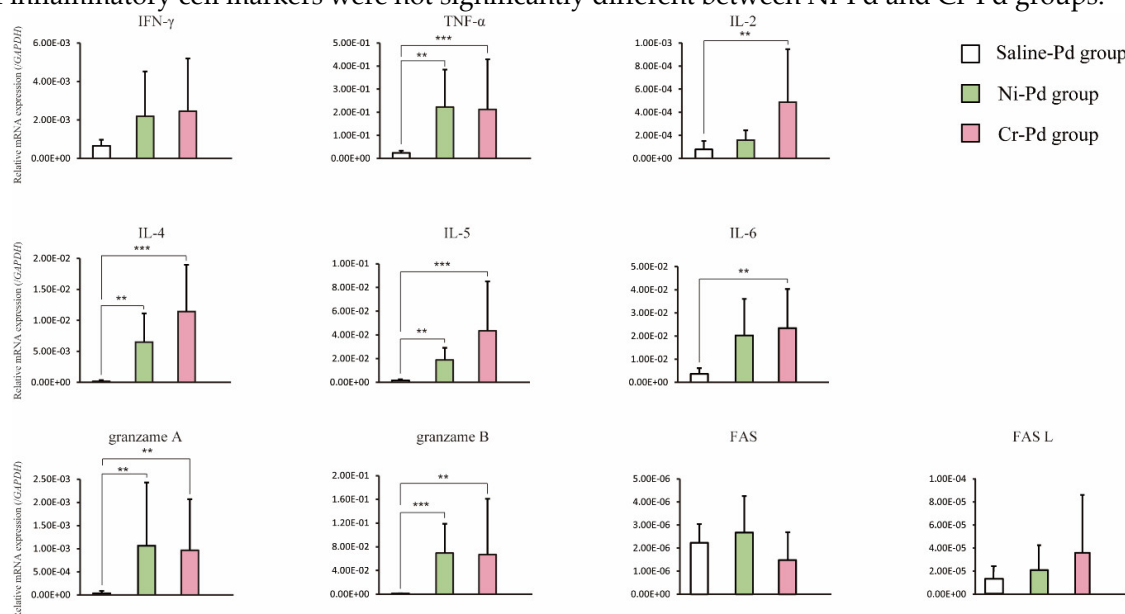 inflammatory cell markers were not significantly different between Ni-Pd and Cr-Pd groups.
IFN-γ
Relative mRNA expression (/GAPDH)
6.00E-03
4.00E-03
2.00E-03
0.00E+00
TNF-α
5.00E-01
4.00E-01
3.00E-01
2.00E-01
1.00E-01
0.00E+00
***
**
IL-2
1.00E-03
8.00E-04
6.00E-04
4.00E-04
2.00E-04
0.00E+00
**
Saline-Pd group
Ni-Pd group
Cr-Pd group
IL-4
Relative mRNA expression (/GAPDH)
2.00E-02
1.50E-02
1.00E-02
5.00E-03
0.00E+00
***
**
IL-5
1.00E-01
8.00E-02
6.00E-02
4.00E-02
2.00E-02
0.00E+00
***
**
IL-6
5.00E-02
4.00E-02
3.00E-02
2.00E-02
1.00E-02
0.00E+00
**
granzame A
Relative mRNA expression (/GAPDH)
2.50E-03
2.00E-03
1.50E-03
1.00E-03
5.00E-04
0.00E+00
**
**
granzame B
2.00E-01
1.60E-01
1.20E-01
8.00E-02
4.00E-02
0.00E+00
**
***
FAS
5.00E-06
4.00E-06
3.00E-06
2.00E-06
1.00E-06
0.00E+00
FAS L
1.00E-04
8.00E-05
6.00E-05
4.00E-05
2.00E-05
0.00E+00